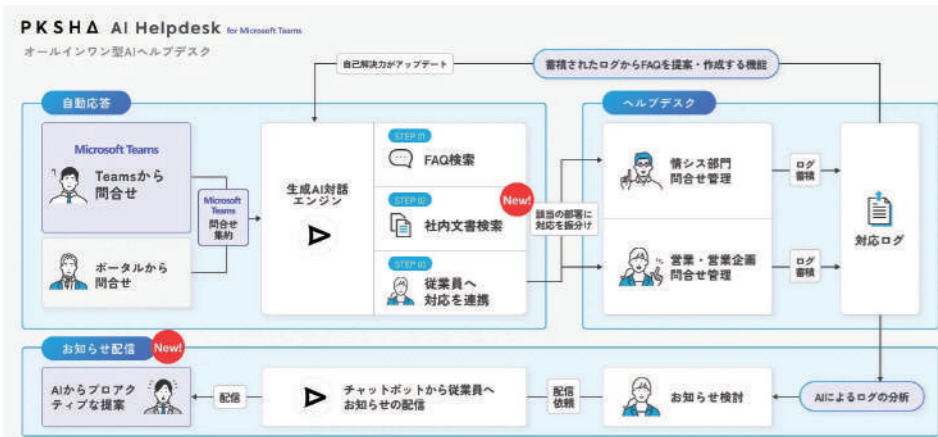 PKSHA AI Helpdesk for Microsoft Teams
オールインワン型AIヘルプデスク
自己解決力がアップデート
蓄積されたログからFAQを提案・作成する機能
自動応答
Microsoft Teams
Teamsから
問合せ
ポータルから
問合せ
Microsoft
Teams
問合せ
集約
生成AI対話
エンジン
STEP 01
FAQ検索
STEP 02
社内文書検索
New!
STEP 03
従業員へ
対応を連携
該当の部署に
対応を振分け
ヘルプデスク
情シス部門
問合せ管理
ログ
蓄積
営業・営業企画
問合せ管理
ログ
蓄積
対応ログ
お知らせ配信
New!
AIからプロアク
ティブな提案
配信
チャットボットから従業員へ
お知らせの配信
配信
依頼
お知らせ検討
AIによるログの分析